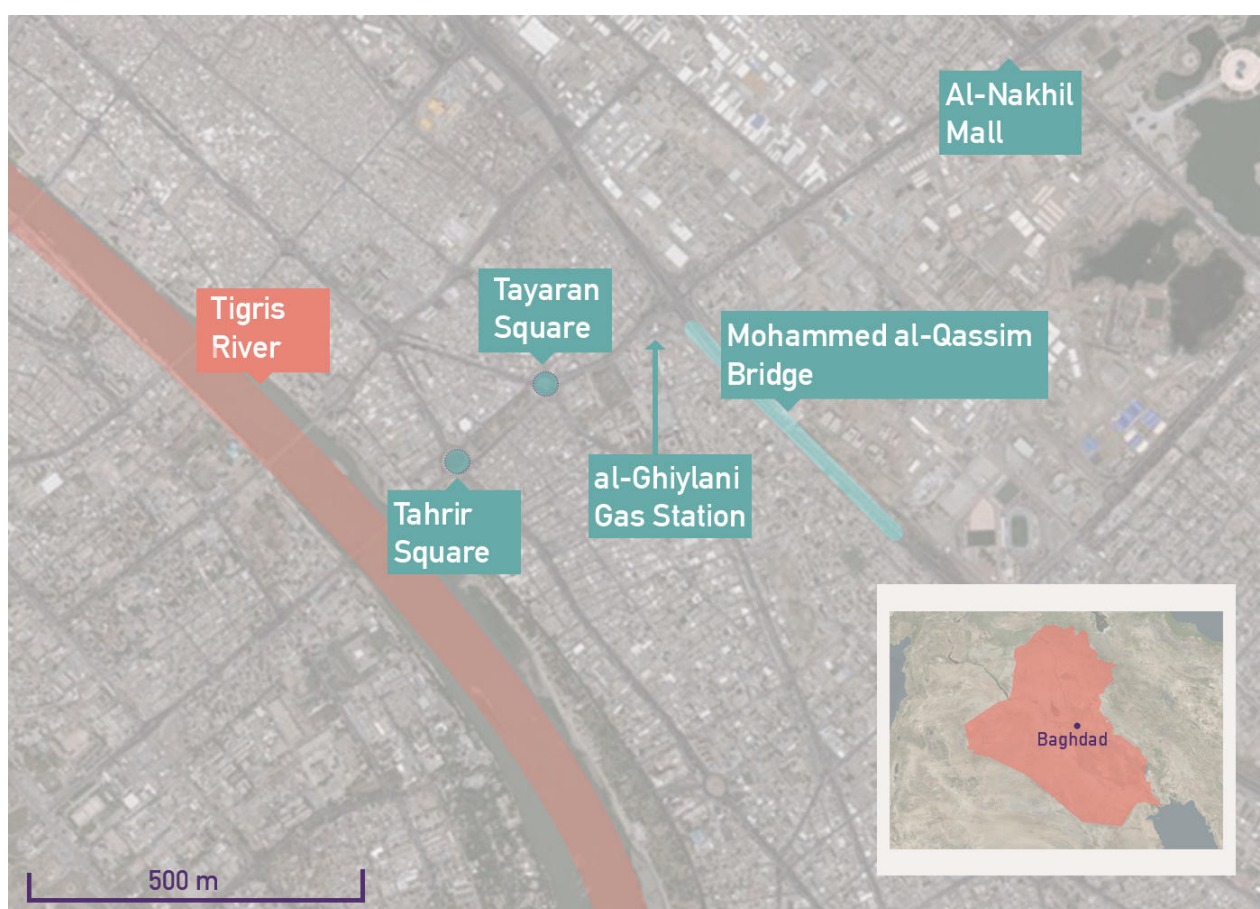 Al-Nakhil
Mall
Tayaran
Square
Tigris
River
Mohammed al-Qassim
Bridge
al-Ghiylani
Gas Station
Tahrir
Square
Baghdad
500 m